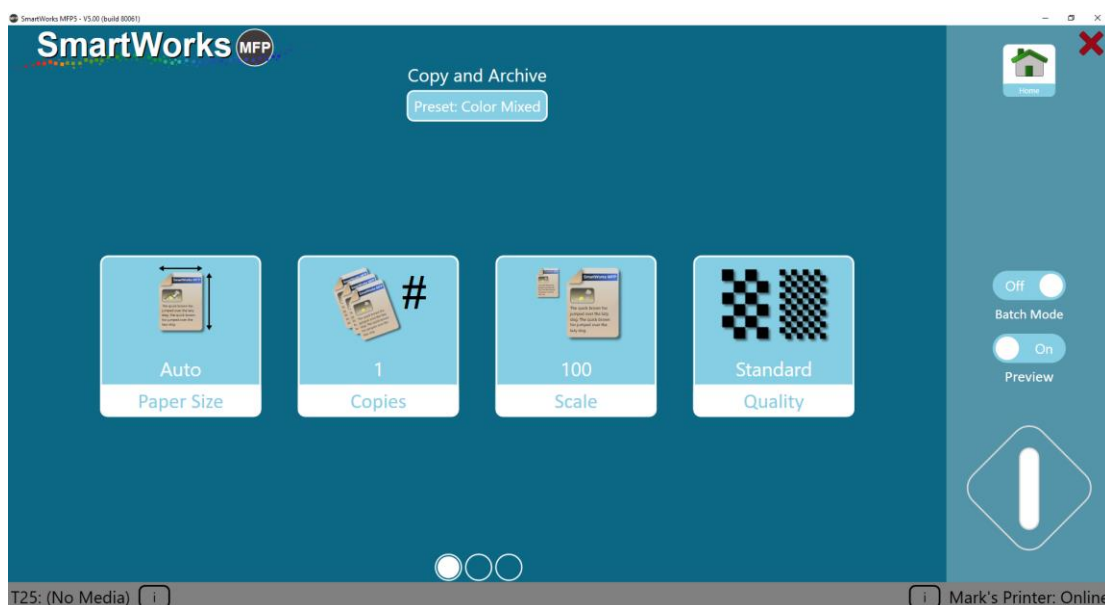 SmartWorks MFP5 - V5.00 (build 80061)
SmartWorks MFP
Copy and Archive
Preset: Color Mixed
Home
Off
Batch Mode
On
Preview
#
Auto
Paper Size
1
Copies
100
Scale
Standard
Quality
T25: (No Media) i
i Mark's Printer: Online